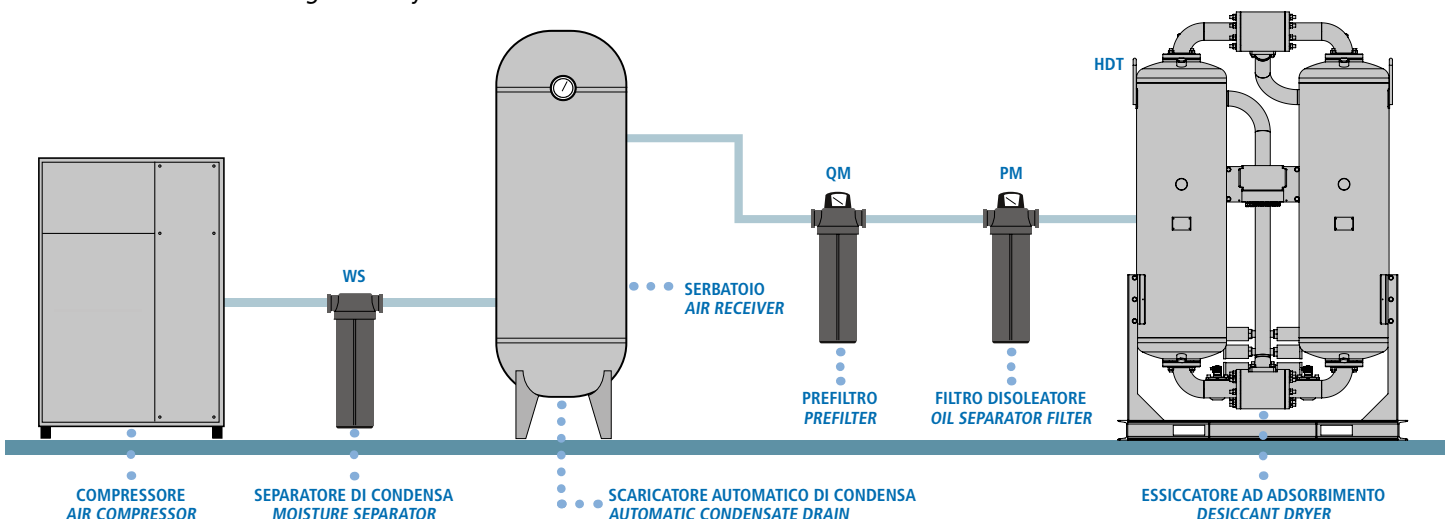 HDT
QM
PM
WS
SERBATOIO
AIR RECEIVER
PREFILTRO
PREFILTER
FILTRO DISOLEATORE
OIL SEPARATOR FILTER
COMPRESSORE
AIR COMPRESSOR
SEPARATORE DI CONDENSA
MOISTURE SEPARATOR
SCARICATORE AUTOMATICO DI CONDENSA
AUTOMATIC CONDENSATE DRAIN
ESSICCATORE AD ADSORBIMENTO
DESICCANT DRYER